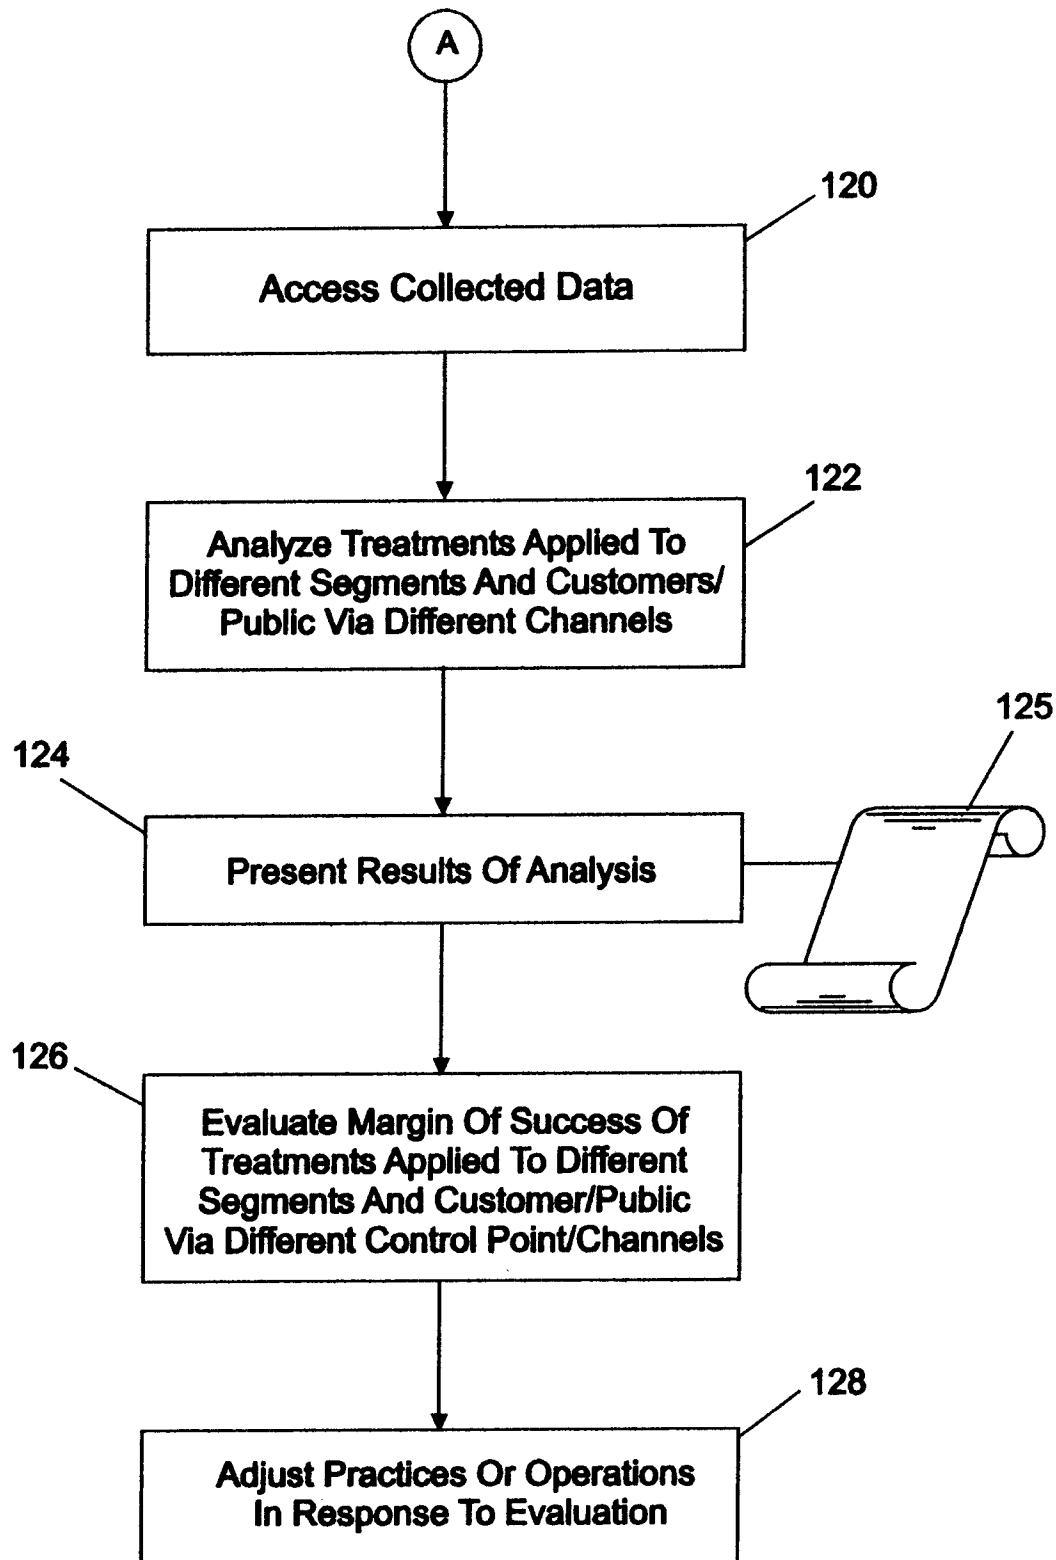 A
120
Access Collected Data
122
Analyze Treatments Applied To
Different Segments And Customers/
Public Via Different Channels
125
124
Present Results Of Analysis
126
Evaluate Margin Of Success Of
Treatments Applied To Different
Segments And Customer/Public
Via Different Control Point/Channels
128
Adjust Practices Or Operations
In Response To Evaluation